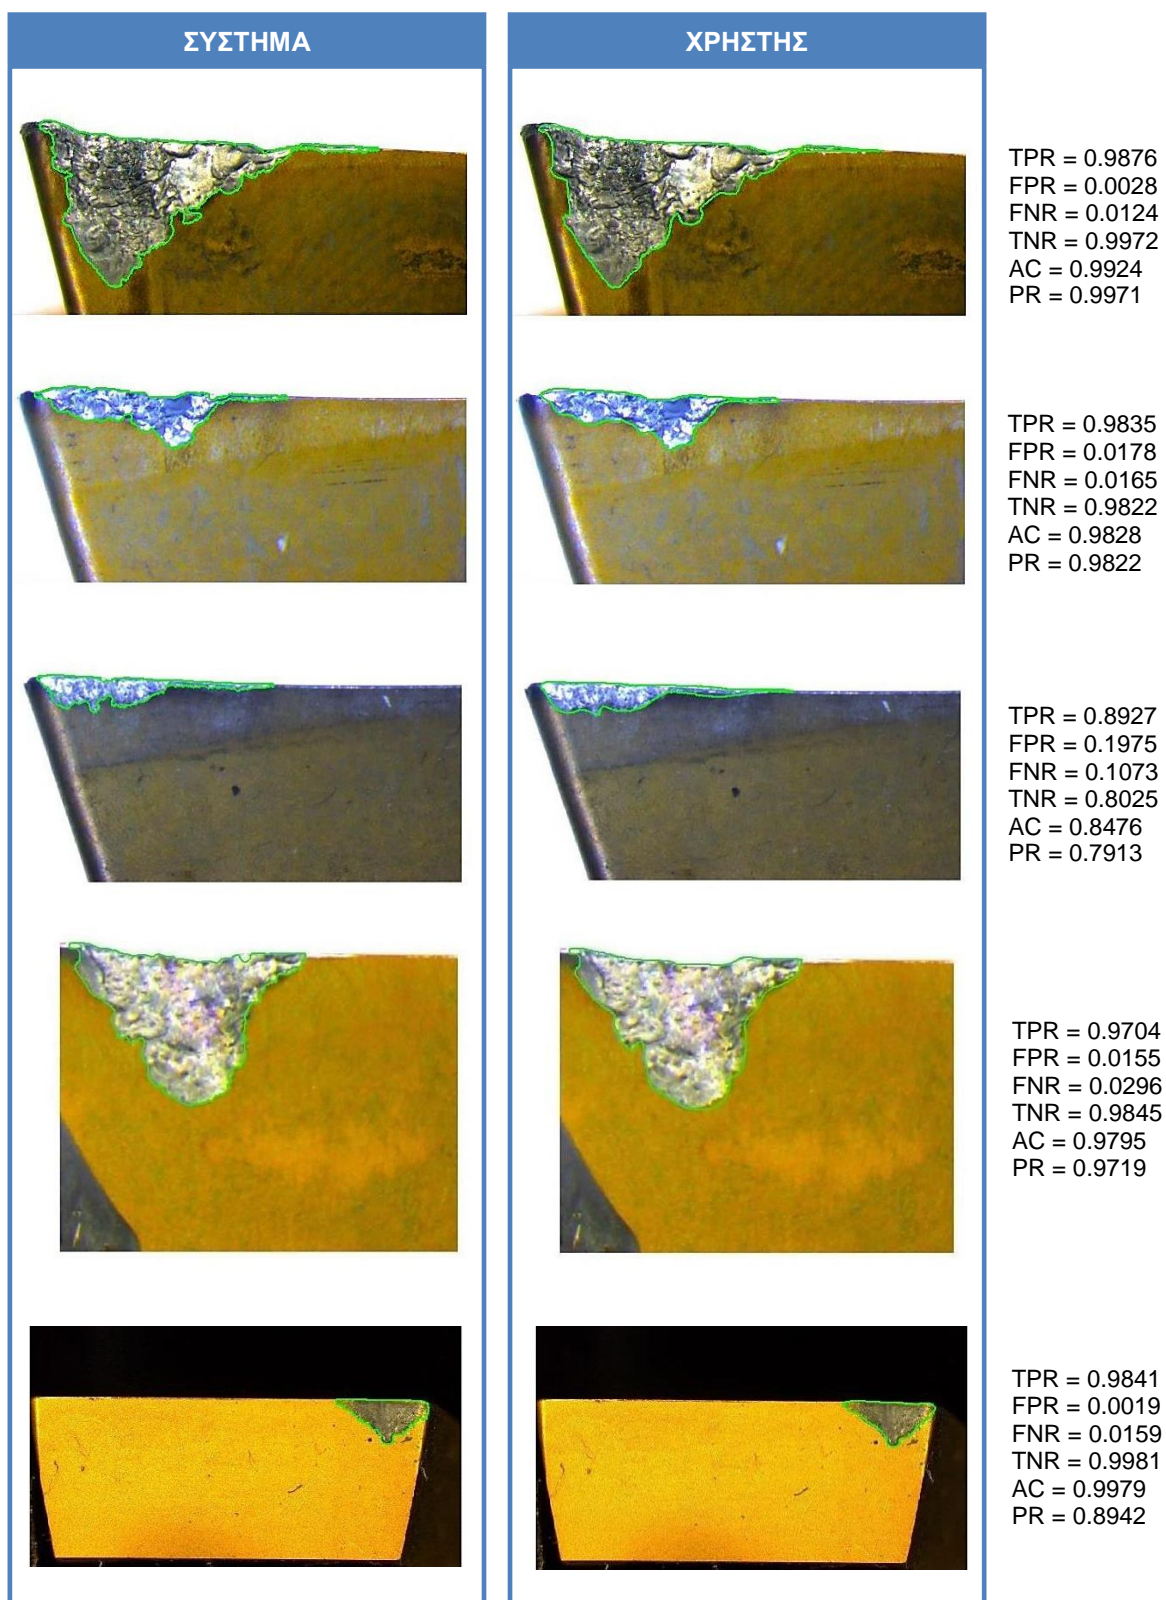 ΣΥΣΤΗΜΑ
ΧΡΗΣΤΗΣ
TPR = 0.9876
FPR = 0.0028
FNR = 0.0124
TNR = 0.9972
AC = 0.9924
PR = 0.9971
TPR = 0.9835
FPR = 0.0178
FNR = 0.0165
TNR = 0.9822
AC = 0.9828
PR = 0.9822
TPR = 0.8927
FPR = 0.1975
FNR = 0.1073
TNR = 0.8025
AC = 0.8476
PR = 0.7913
TPR = 0.9704
FPR = 0.0155
FNR = 0.0296
TNR = 0.9845
AC = 0.9795
PR = 0.9719
TPR = 0.9841
FPR = 0.0019
FNR = 0.0159
TNR = 0.9981
AC = 0.9979
PR = 0.8942